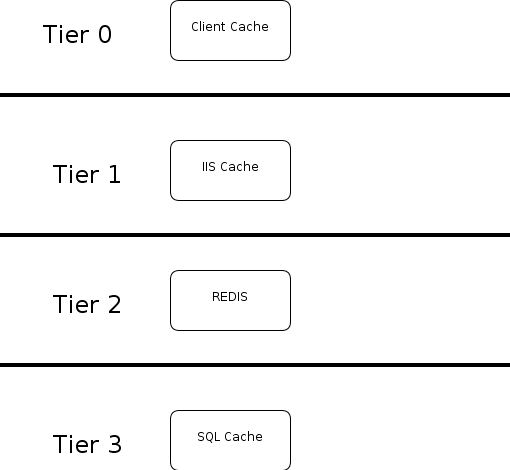 Tier 0
Client Cache
Tier 1
IIS Cache
Tier 2
REDIS
Tier 3
SQL Cache